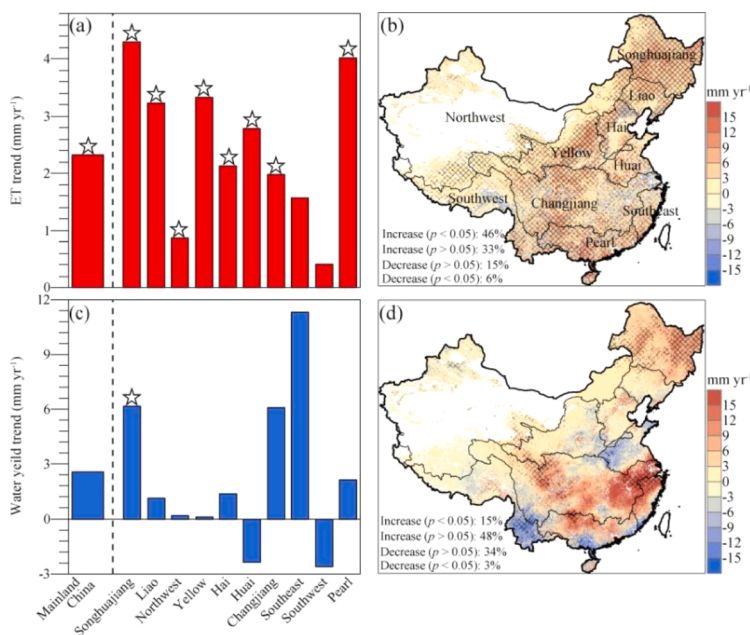 (a)
ET trend (mm yr⁻¹)
4
3
2
1
0
(b)
Songhuajiang
Liao
Northwest
Hai
Yellow
Huai
Southwest
Changjiang
Southeast
Pearl
Increase (p < 0.05): 46%
Increase (p > 0.05): 33%
Decrease (p > 0.05): 15%
Decrease (p < 0.05): 6%
mm yr⁻¹
15
12
9
6
3
0
-3
-6
-9
-12
-15
(c)
Water yeild trend (mm yr⁻¹)
12
9
6
3
0
-3
Mainland China
Songhuajiang
Liao
Northwest
Yellow
Hai
Huai
Changjiang
Southeast
Southwest
Pearl
(d)
Increase (p < 0.05): 15%
Increase (p > 0.05): 48%
Decrease (p > 0.05): 34%
Decrease (p < 0.05): 3%
mm yr⁻¹
15
12
9
6
3
0
-3
-6
-9
-12
-15